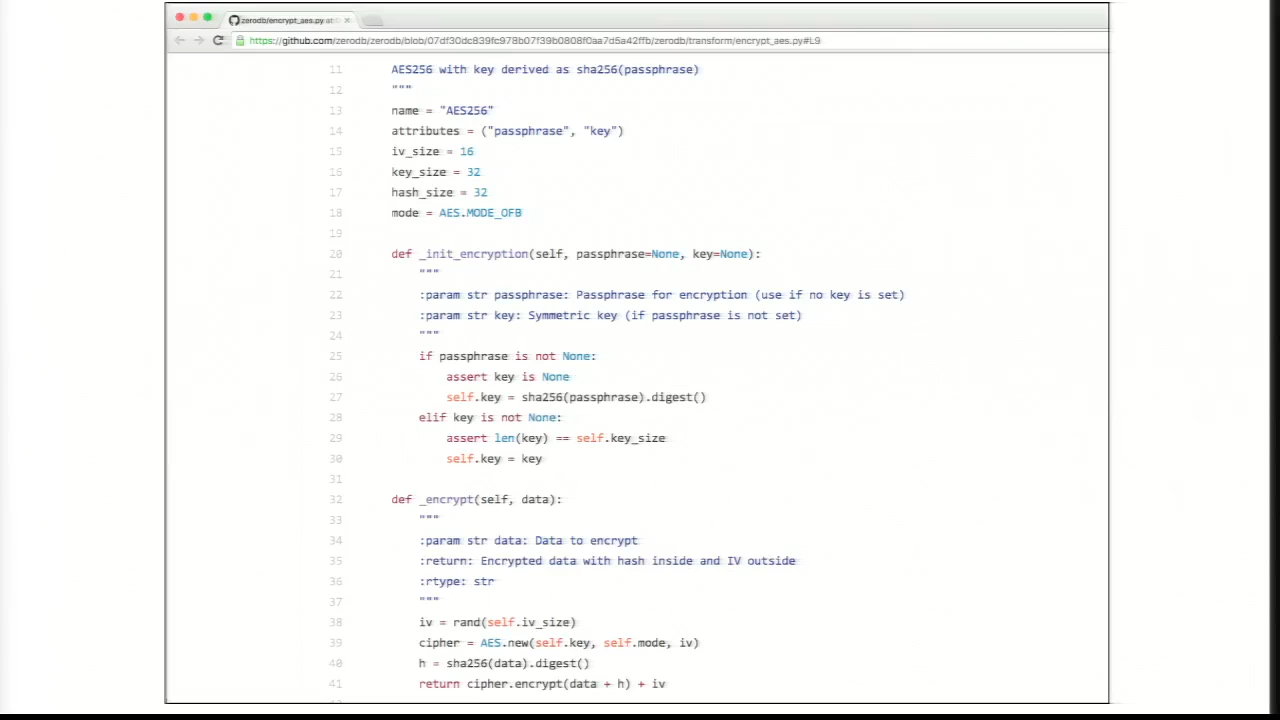 zerodb/encrypt_aes.py at
https://github.com/zerodb/zerodb/blob/07df30dc839fc978b07f39b0808f0aa7d5a42ffb/zerodb/transform/encrypt_aes.py#L9
11 AES256 with key derived as sha256(passphrase)
12 """
13 name = "AES256"
14 attributes = ("passphrase", "key")
15 iv_size = 16
16 key_size = 32
17 hash_size = 32
18 mode = AES.MODE_OFB
19
20 def _init_encryption(self, passphrase=None, key=None):
21 """
22 :param str passphrase: Passphrase for encryption (use if no key is set)
23 :param str key: Symmetric key (if passphrase is not set)
24 """
25 if passphrase is not None:
26 assert key is None
27 self.key = sha256(passphrase).digest()
28 elif key is not None:
29 assert len(key) == self.key_size
30 self.key = key
31
32 def _encrypt(self, data):
33 """
34 :param str data: Data to encrypt
35 :return: Encrypted data with hash inside and IV outside
36 :rtype: str
37 """
38 iv = rand(self.iv_size)
39 cipher = AES.new(self.key, self.mode, iv)
40 h = sha256(data).digest()
41 return cipher.encrypt(data + h) + iv